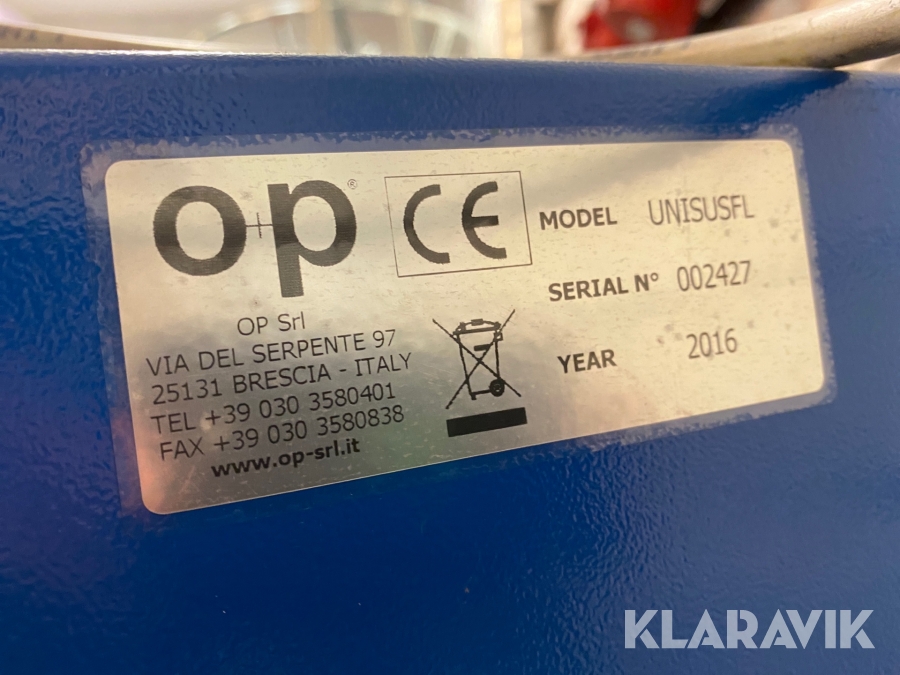 o+p®
CE
OP Srl
VIA DEL SERPENTE 97
25131 BRESCIA - ITALY
TEL +39 030 3580401
FAX +39 030 3580838
www.op-srl.it
MODEL UNISUSFL
SERIAL N° 002427
YEAR 2016
KLARAVIK